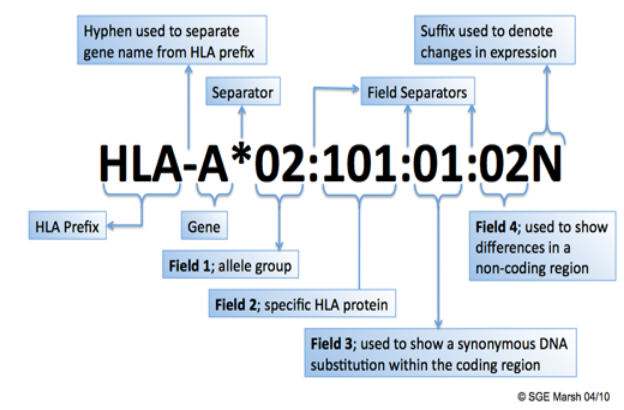 Hyphen used to separate
gene name from HLA prefix
Suffix used to denote
changes in expression
Separator
Field Separators
HLA-A*02:101:01:02N
HLA Prefix
Gene
Field 1; allele group
Field 2; specific HLA protein
Field 3; used to show a synonymous DNA
substitution within the coding region
Field 4; used to show
differences in a
non-coding region
© SGE Marsh 04/10